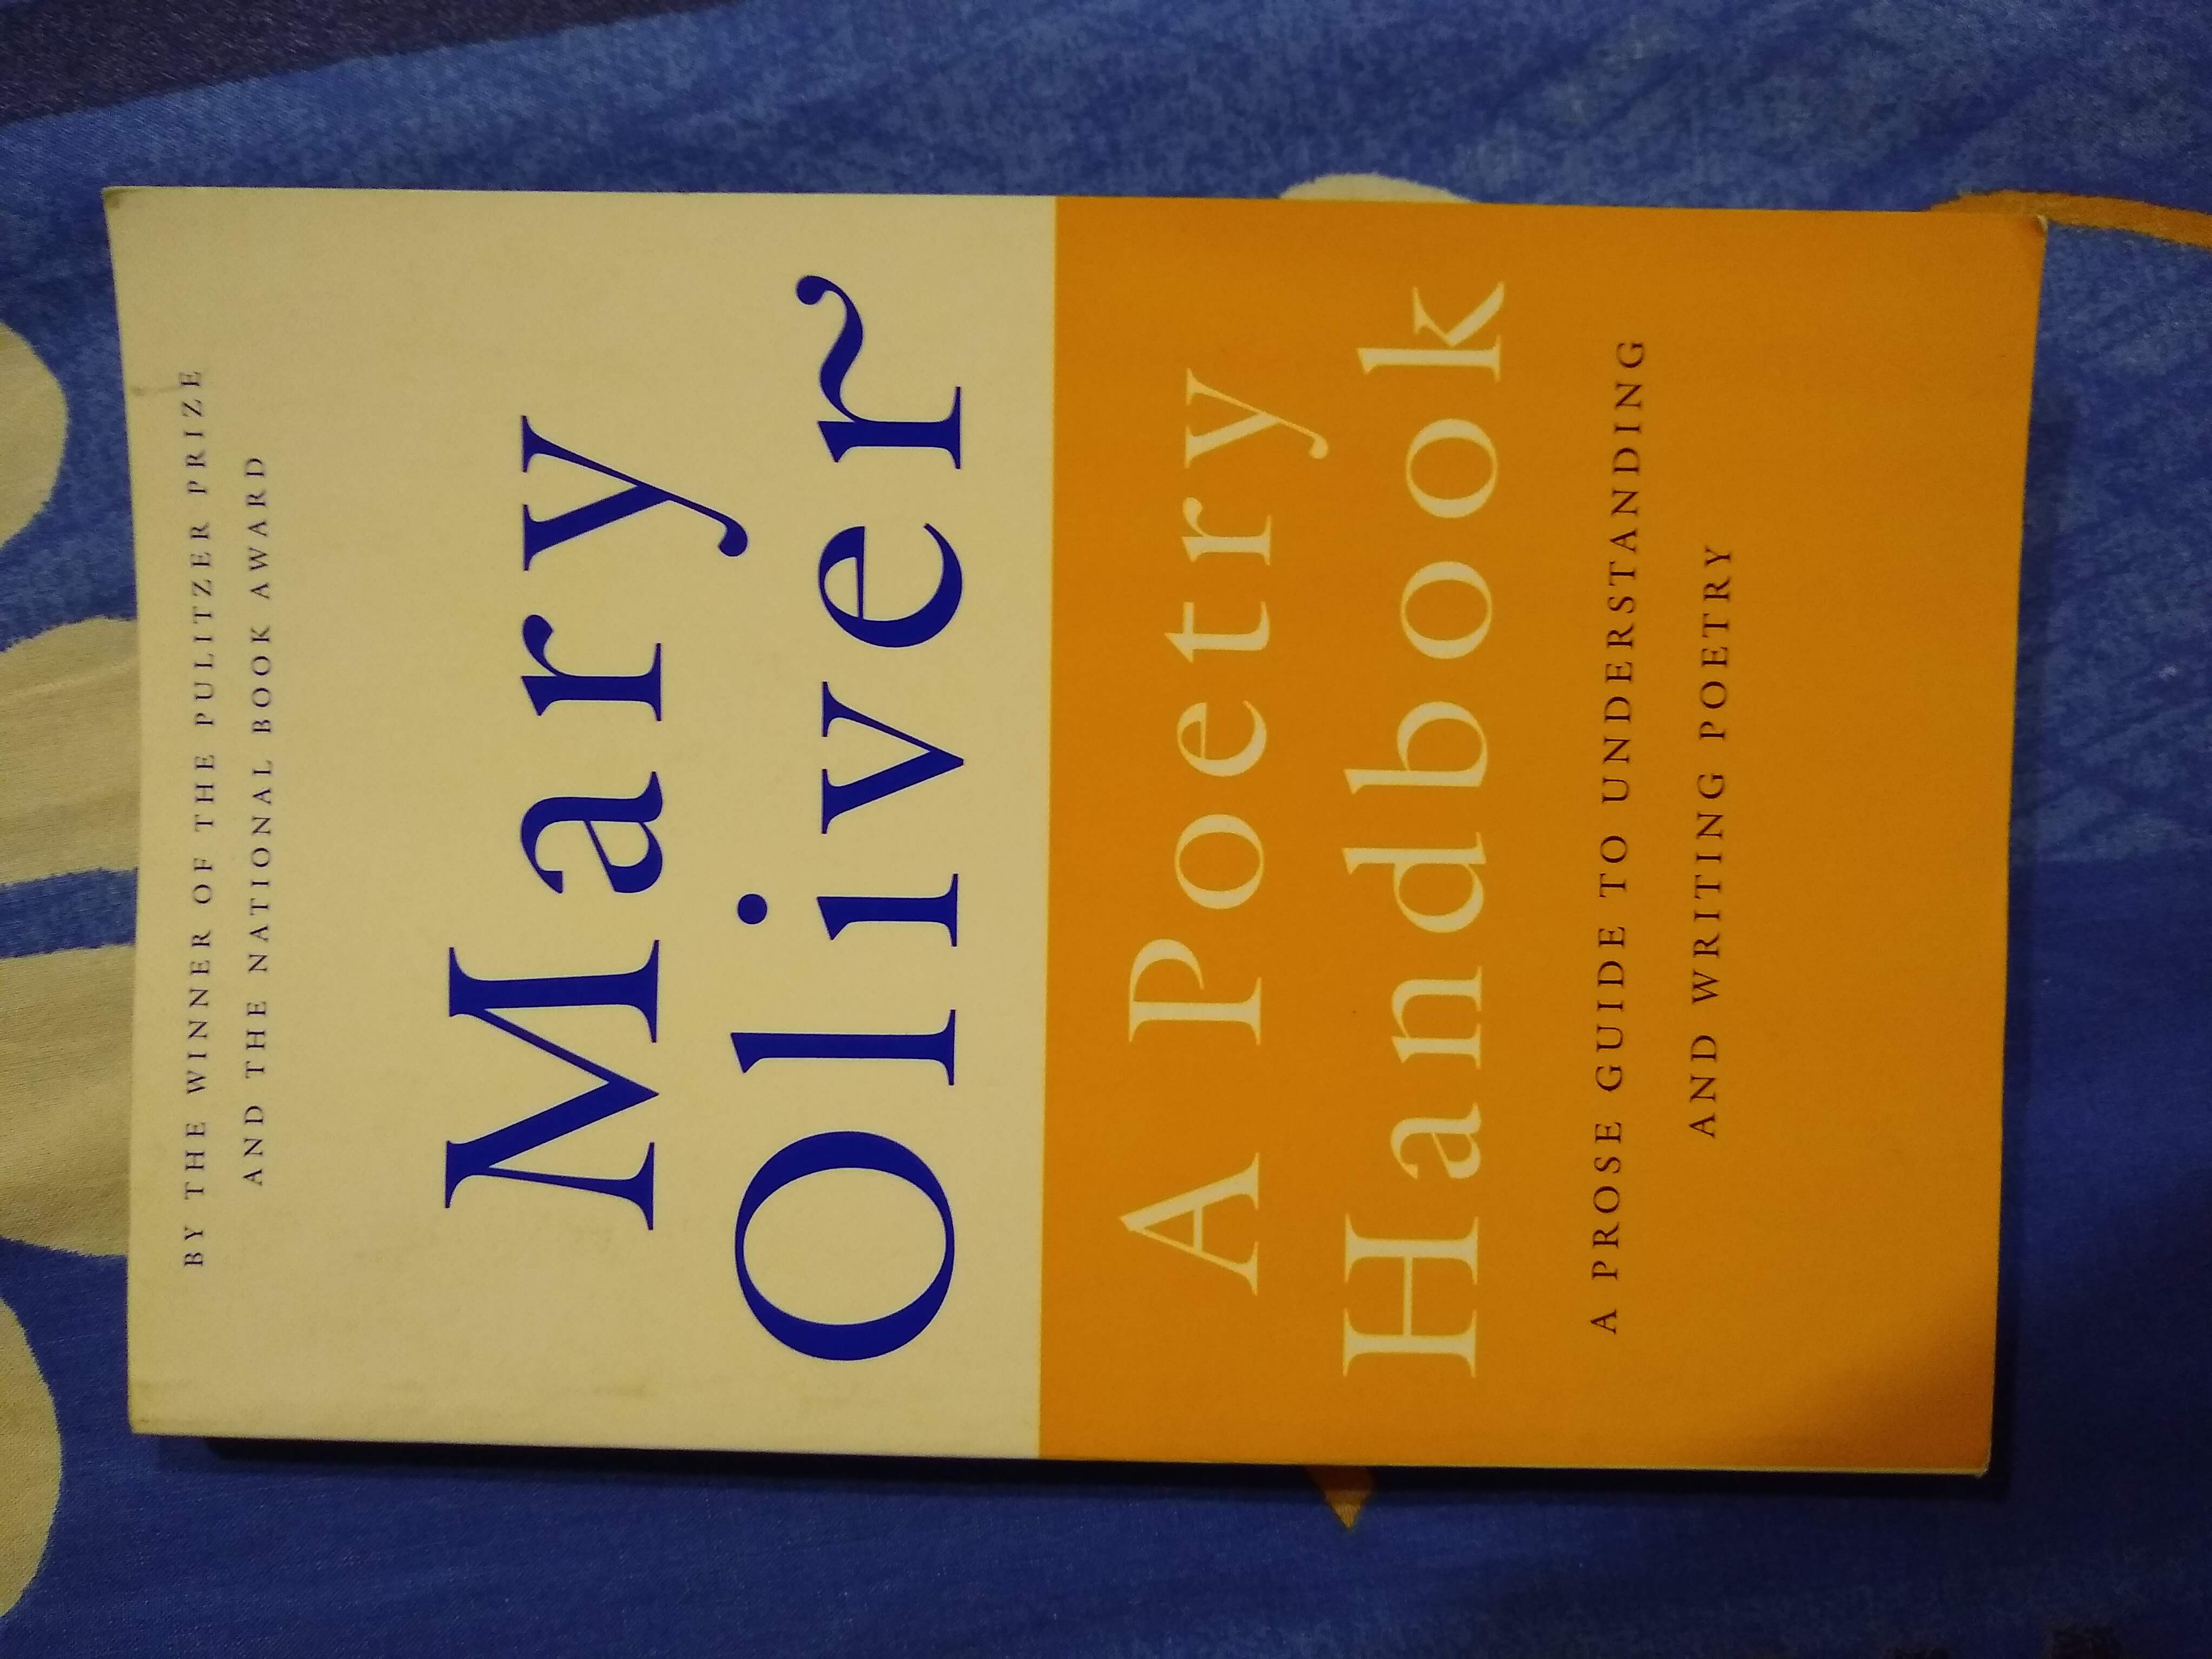 BY THE WINNER OF THE PULITZER PRIZE
AND THE NATIONAL BOOK AWARD
Mary
Oliver
A Poetry
Handbook
A PROSE GUIDE TO UNDERSTANDING
AND WRITING POETRY